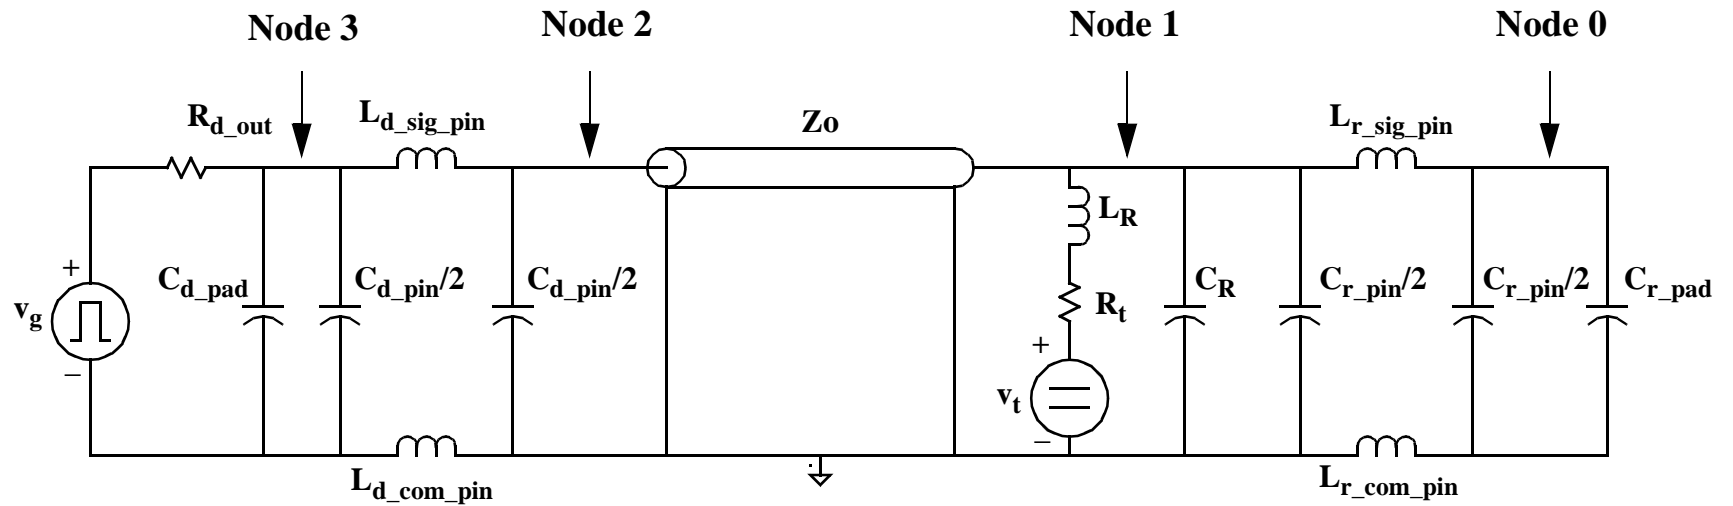 Node 3
Node 2
Node 1
Node 0
R_d_out
L_d_sig_pin
Zo
L_r_sig_pin
L_R
+
C_d_pad
C_d_pin/2
C_d_pin/2
C_R
C_r_pin/2
C_r_pin/2
C_r_pad
v_g
R_t
+
−
v_t
−
L_d_com_pin
L_r_com_pin